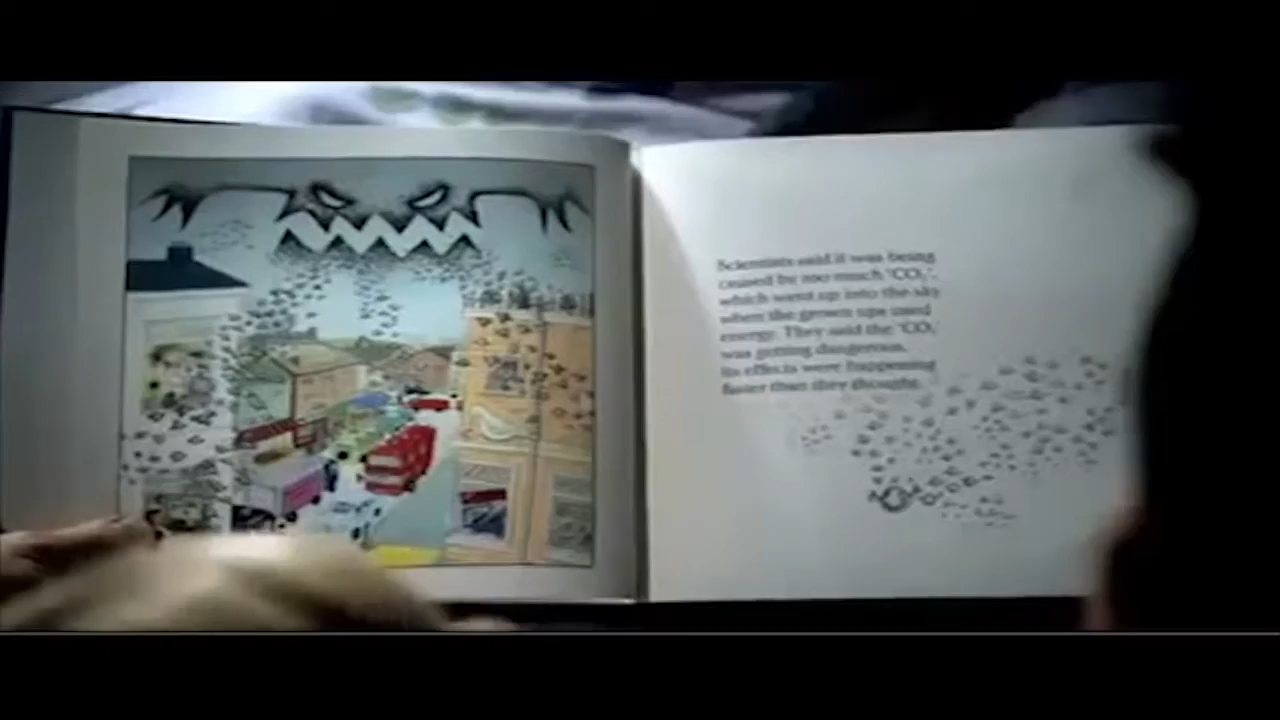 Scientists said it was being
caused by too much 'CO₂',
which went up into the sky
when the grown ups used
energy. They said the 'CO₂'
was getting dangerous.
Its effects were happening
faster than they thought.